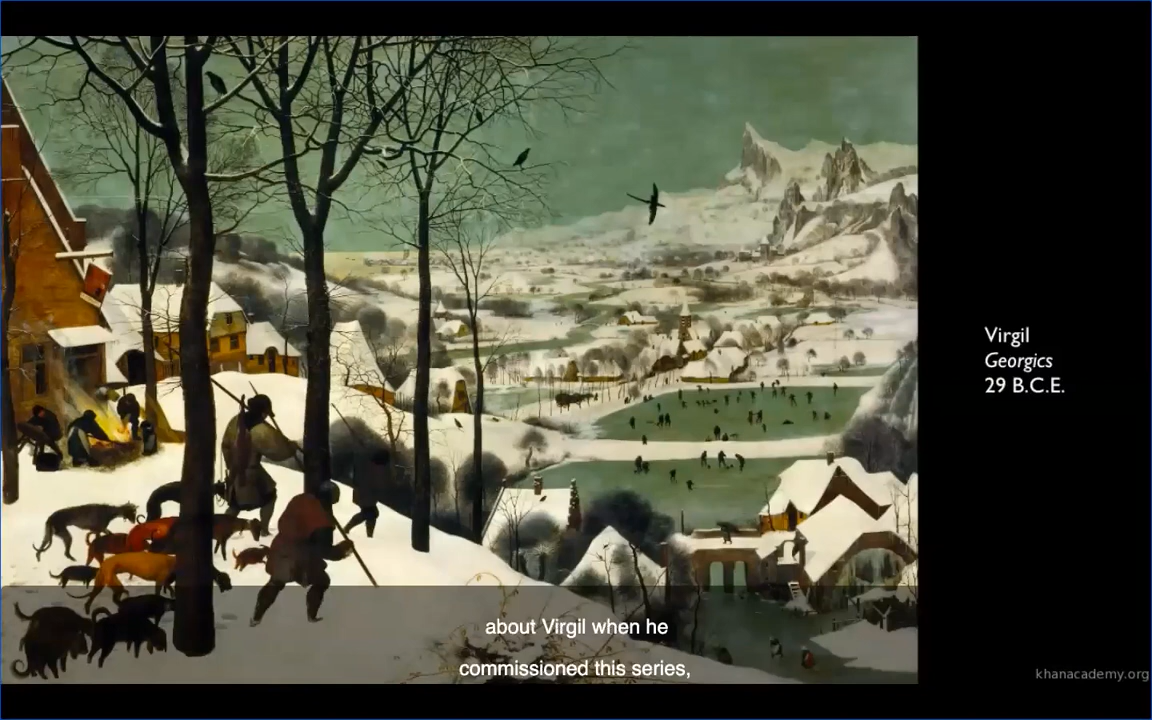 Virgil
Georgics
29 B.C.E.
about Virgil when he
commissioned this series,
khanacademy.org